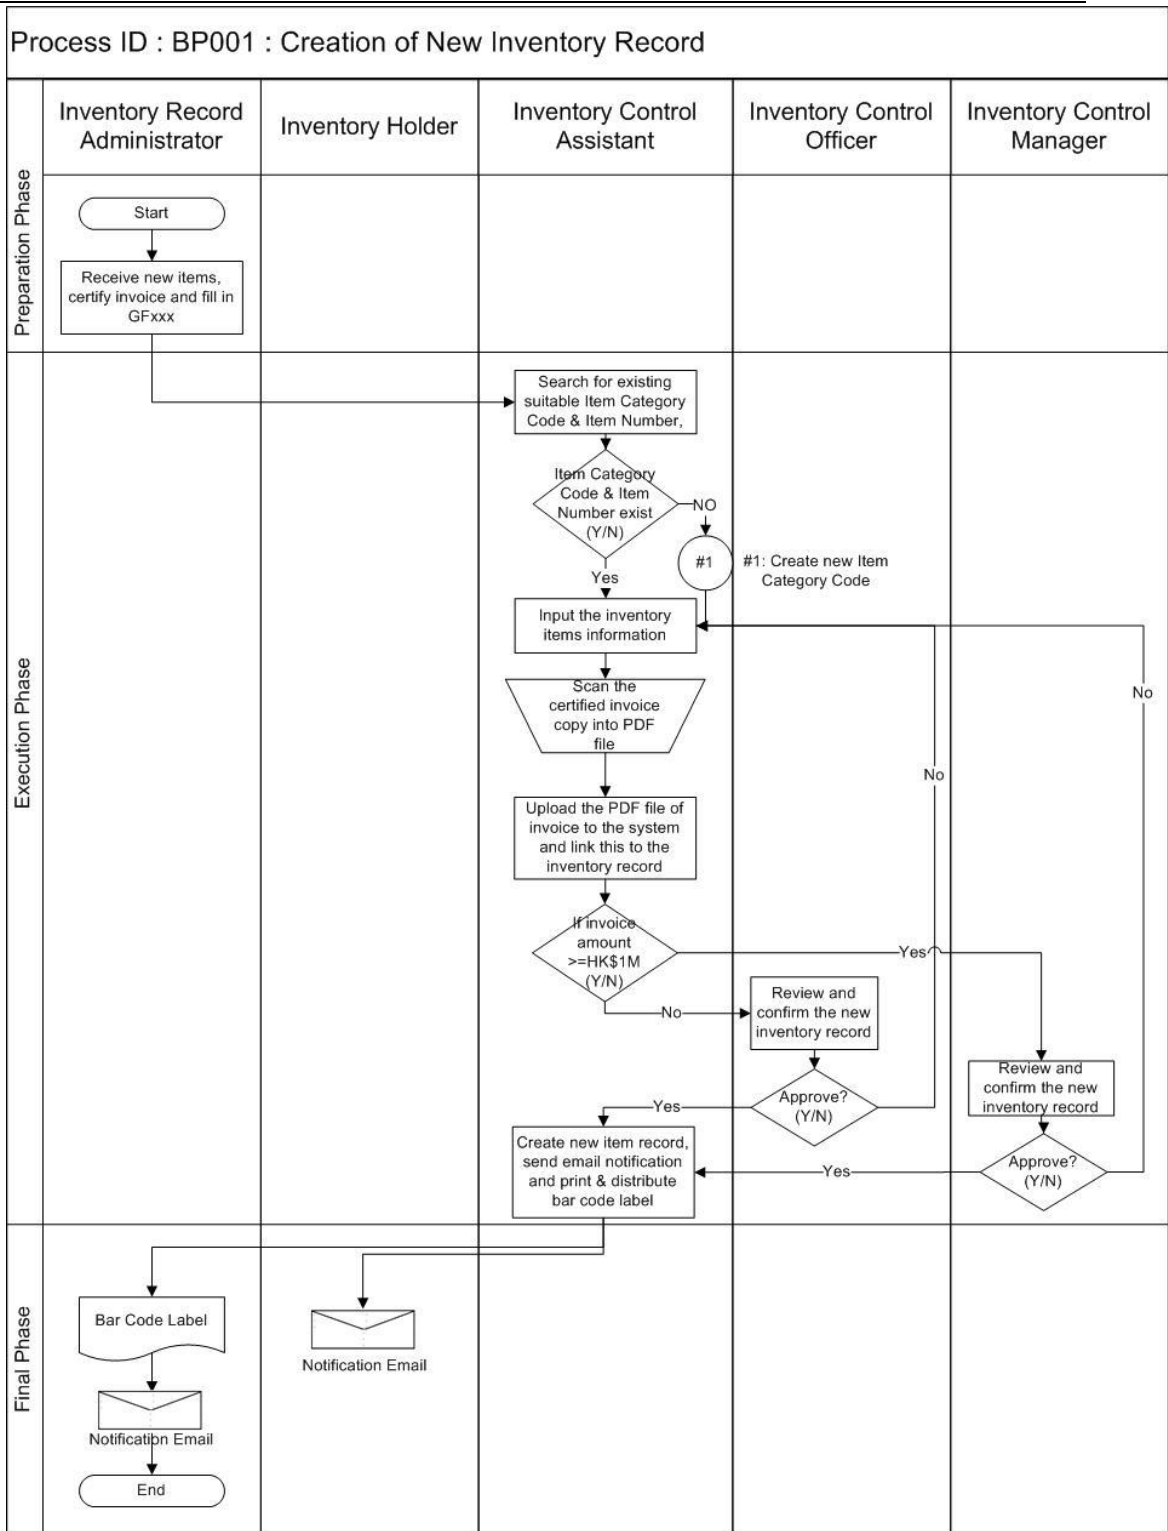 Process ID : BP001 : Creation of New Inventory Record
Inventory Record
Administrator
Inventory Holder
Inventory Control
Assistant
Inventory Control
Officer
Inventory Control
Manager
Preparation Phase
Start
Receive new items,
certify invoice and fill in
GFxxx
Execution Phase
Search for existing
suitable Item Category
Code & Item Number,
Item Category
Code & Item
Number exist
(Y/N)
NO
#1
#1: Create new Item
Category Code
Yes
Input the inventory
items information
Scan the
certified invoice
copy into PDF
file
No
No
Upload the PDF file of
invoice to the system
and link this to the
inventory record
If invoice
amount
>=HK$1M
(Y/N)
Yes
No
Review and
confirm the new
inventory record
Review and
confirm the new
inventory record
Approve?
(Y/N)
Yes
Create new item record,
send email notification
and print & distribute
bar code label
Yes
Approve?
(Y/N)
Final Phase
Bar Code Label
Notification Email
Notification Email
End